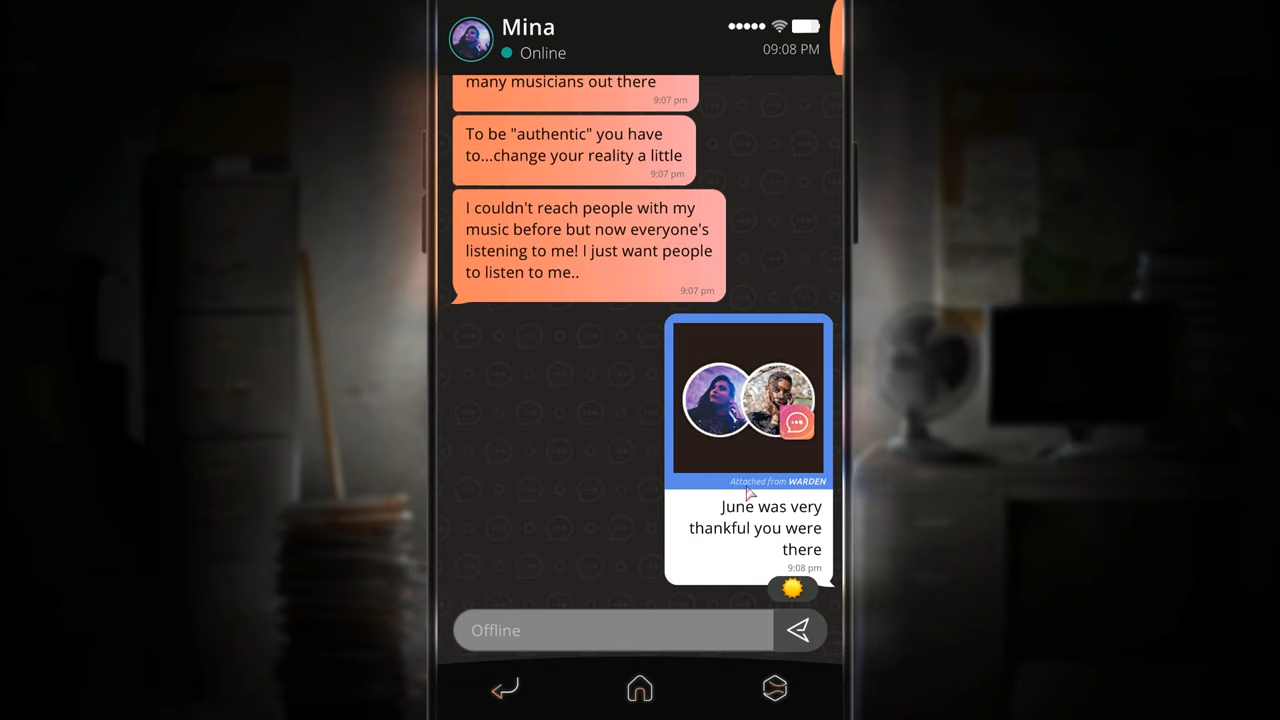 Mina
Online
09:08 PM
many musicians out there
9:07 pm
To be "authentic" you have
to...change your reality a little
9:07 pm
I couldn't reach people with my
music before but now everyone's
listening to me! I just want people
to listen to me..
9:07 pm
Attached from WARDEN
June was very
thankful you were
there
9:08 pm
Offline